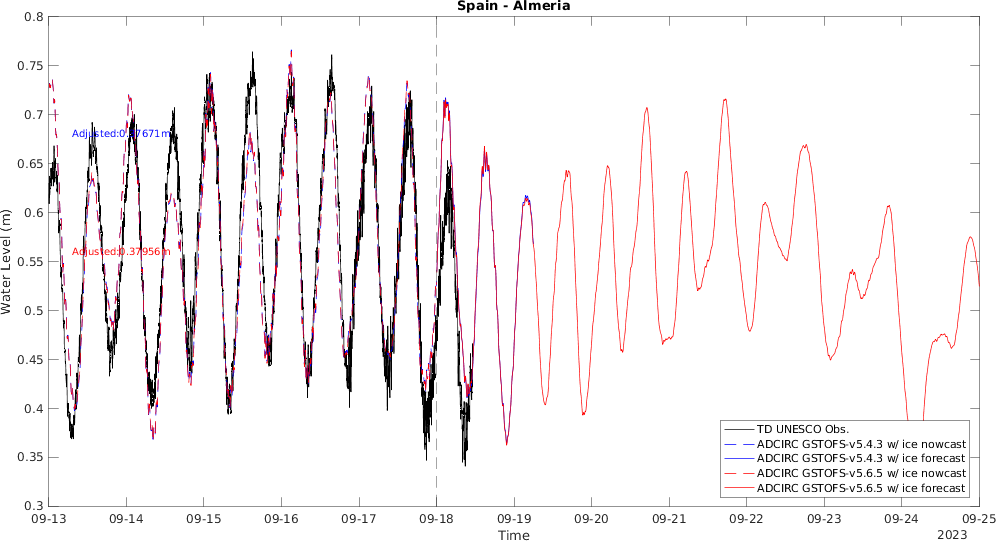 Spain - Almeria
0.8
0.75
0.7
0.65
0.6
0.55
0.5
0.45
0.4
0.35
0.3
Water Level (m)
Adjusted:0.37671m
Adjusted:0.37956m
TD UNESCO Obs.
ADCIRC GSTOFS-v5.4.3 w/ ice nowcast
ADCIRC GSTOFS-v5.4.3 w/ ice forecast
ADCIRC GSTOFS-v5.6.5 w/ ice nowcast
ADCIRC GSTOFS-v5.6.5 w/ ice forecast
09-13 09-14 09-15 09-16 09-17 09-18 09-19 09-20 09-21 09-22 09-23 09-24 09-25
Time
2023